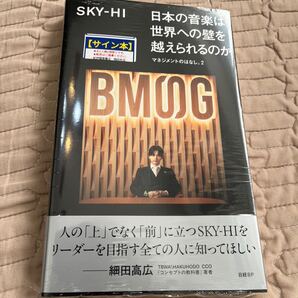 SKY-HI
日本の音楽は
世界への壁を
越えられるのか
マネジメントのはなし。2
【サイン本】
BMSG
人の「上」でなく「前」に立つSKY-HIを
リーダーを目指す全ての人に知ってほしい
TBWA\HAKUHODO CCO
『コンセプトの教科書』著者
細田高広
日経BP